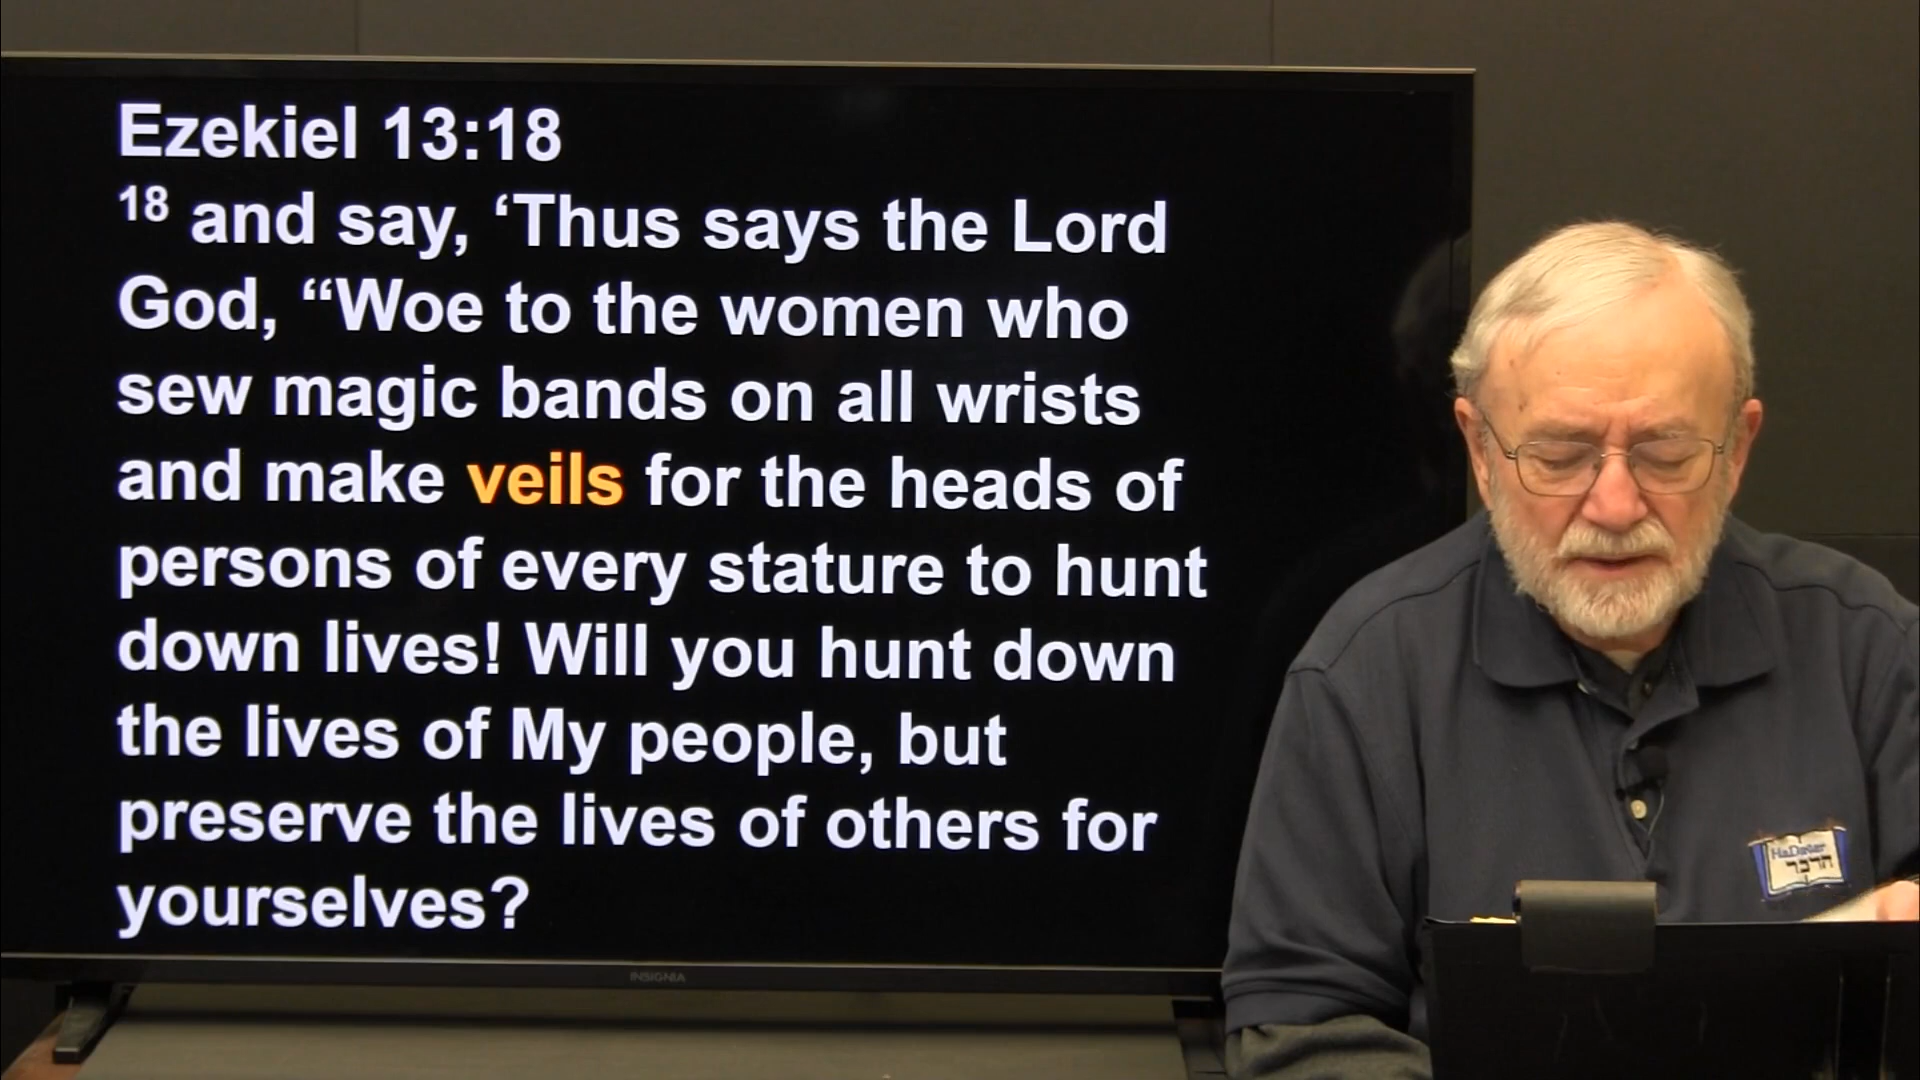 Ezekiel 13:18
18 and say, ‘Thus says the Lord
God, “Woe to the women who
sew magic bands on all wrists
and make veils for the heads of
persons of every stature to hunt
down lives! Will you hunt down
the lives of My people, but
preserve the lives of others for
yourselves?
INSIGNIA
HaDavar
הדבר